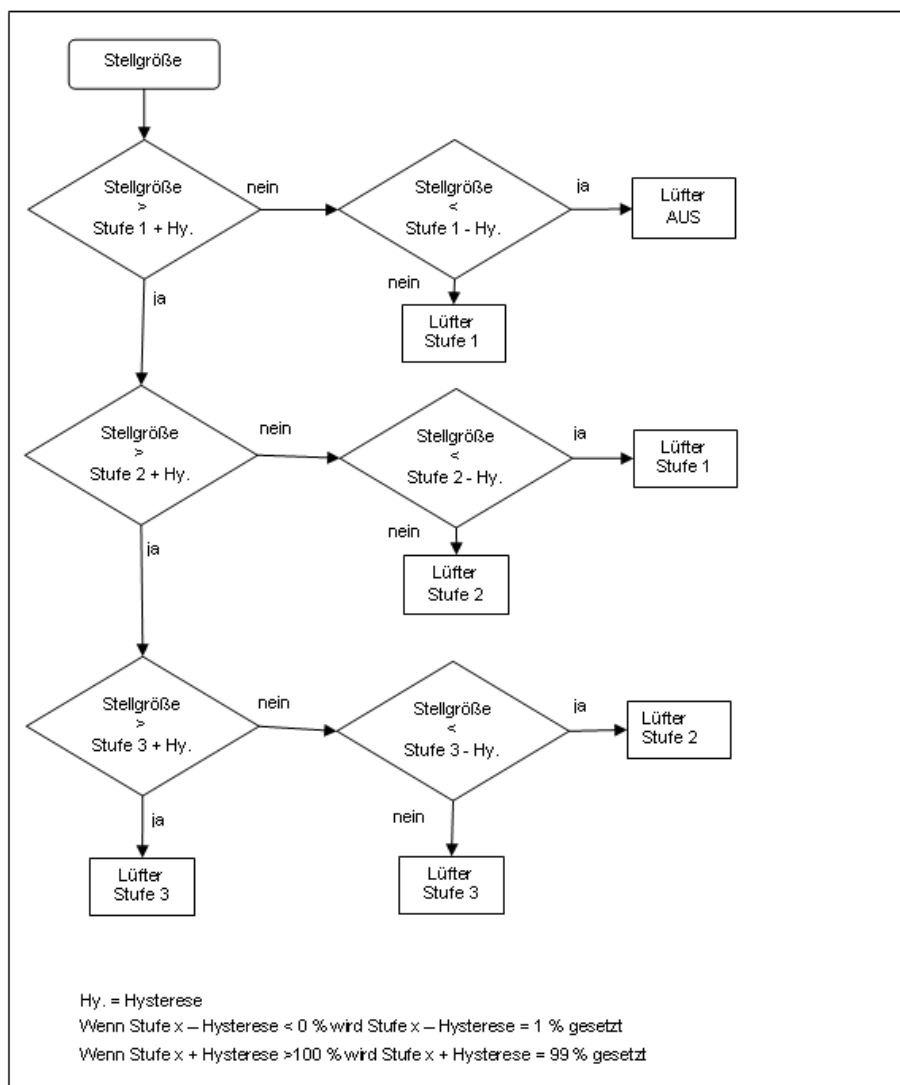 Stellgröße
Stellgröße
>
Stufe 1 + Hy.
nein
Stellgröße
<
Stufe 1 - Hy.
ja
Lüfter
AUS
nein
Lüfter
Stufe 1
ja
Stellgröße
>
Stufe 2 + Hy.
nein
Stellgröße
<
Stufe 2 - Hy.
ja
Lüfter
Stufe 1
nein
Lüfter
Stufe 2
ja
Stellgröße
>
Stufe 3 + Hy.
nein
Stellgröße
<
Stufe 3 - Hy.
ja
Lüfter
Stufe 2
nein
Lüfter
Stufe 3
ja
Lüfter
Stufe 3
Hy. = Hysterese
Wenn Stufe x – Hysterese < 0 % wird Stufe x – Hysterese = 1 % gesetzt
Wenn Stufe x + Hysterese >100 % wird Stufe x + Hysterese = 99 % gesetzt